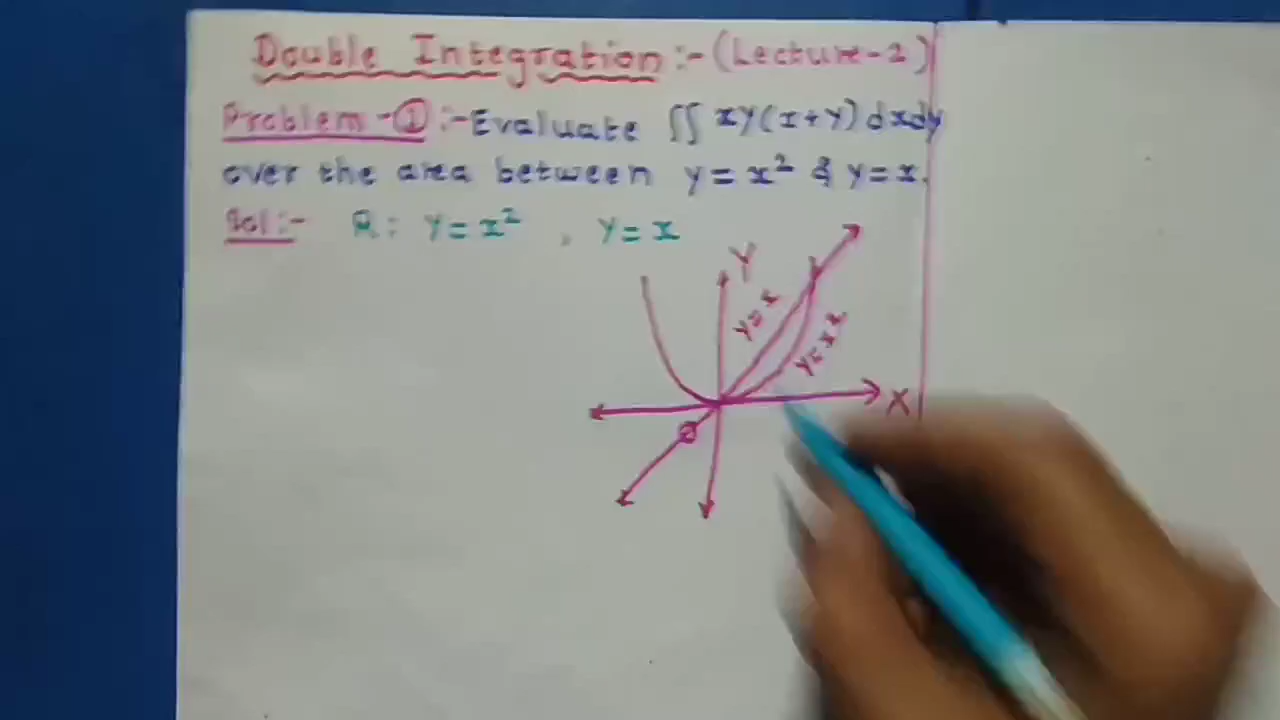 Double Integration :- (Lecture-2)
Problem-① :- Evaluate ∬ xy(x+y) dxdy
over the area between y = x² & y = x.
Sol :- R : y = x² , y = x
Y
y = x
y = x²
X